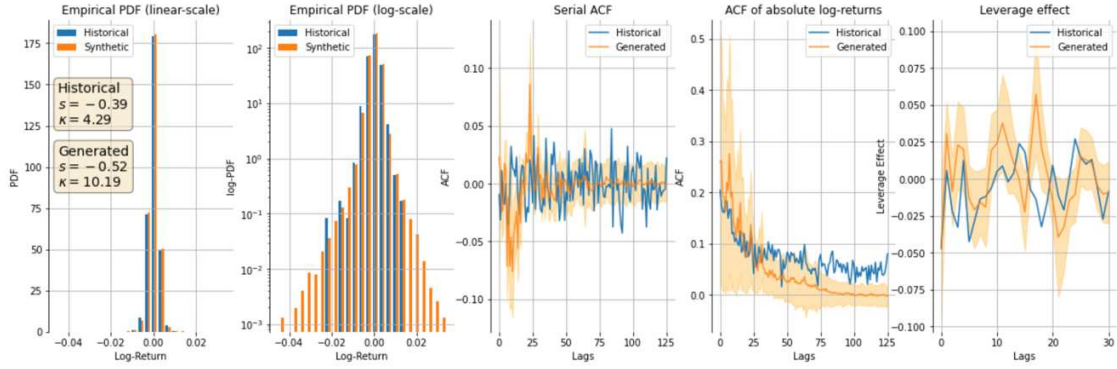 Empirical PDF (linear-scale)
Historical
Synthetic
Historical
s = −0.39
κ = 4.29
Generated
s = −0.52
κ = 10.19
PDF
175
150
125
100
75
50
25
0
−0.04 −0.02 0.00 0.02
Log-Return
Empirical PDF (log-scale)
Historical
Synthetic
log-PDF
10²
10¹
10⁰
10⁻¹
10⁻²
10⁻³
−0.04 −0.02 0.00 0.02
Log-Return
Serial ACF
Historical
Generated
ACF
0.10
0.05
0.00
−0.05
−0.10
0 25 50 75 100 125
Lags
ACF of absolute log-returns
Historical
Generated
ACF
0.5
0.4
0.3
0.2
0.1
0.0
0 25 50 75 100 125
Lags
Leverage effect
Historical
Generated
Leverage Effect
0.100
0.075
0.050
0.025
0.000
−0.025
−0.050
−0.075
−0.100
0 10 20 30
Lags